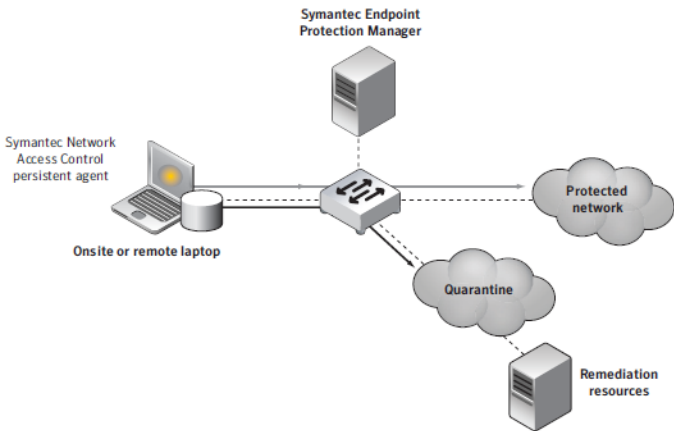 Symantec Endpoint
Protection Manager
Symantec Network
Access Control
persistent agent
Onsite or remote laptop
Protected
network
Quarantine
Remediation
resources